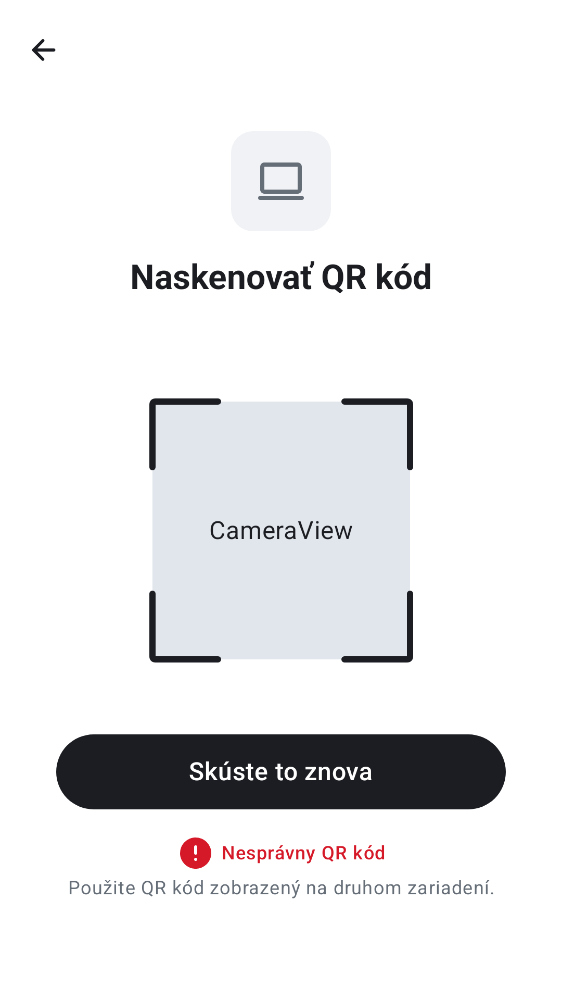 Naskenovať QR kód
CameraView
Skúste to znova
Nesprávny QR kód
Použite QR kód zobrazený na druhom zariadení.